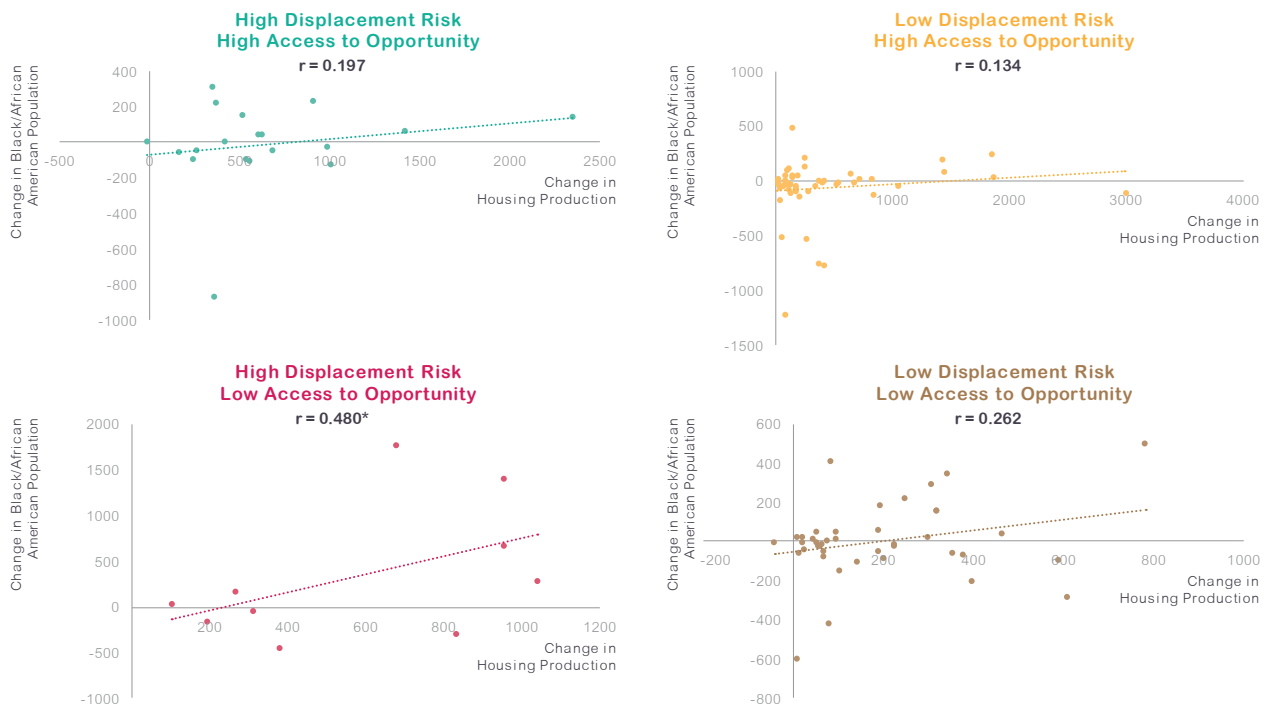 High Displacement Risk
High Access to Opportunity
r = 0.197
Change in Black/African
American Population
400
200
0
-200
-400
-600
-800
-1000
-500
0
500
1000
1500
2000
2500
Change in
Housing Production
Low Displacement Risk
High Access to Opportunity
r = 0.134
Change in Black/African
American Population
1000
500
0
-500
-1000
-1500
0
1000
2000
3000
4000
Change in
Housing Production
High Displacement Risk
Low Access to Opportunity
r = 0.480*
Change in Black/African
American Population
2000
1500
1000
500
0
-500
-1000
200
400
600
800
1000
1200
Change in
Housing Production
Low Displacement Risk
Low Access to Opportunity
r = 0.262
Change in Black/African
American Population
600
400
200
0
-200
-400
-600
-800
-200
0
200
400
600
800
1000
Change in
Housing Production